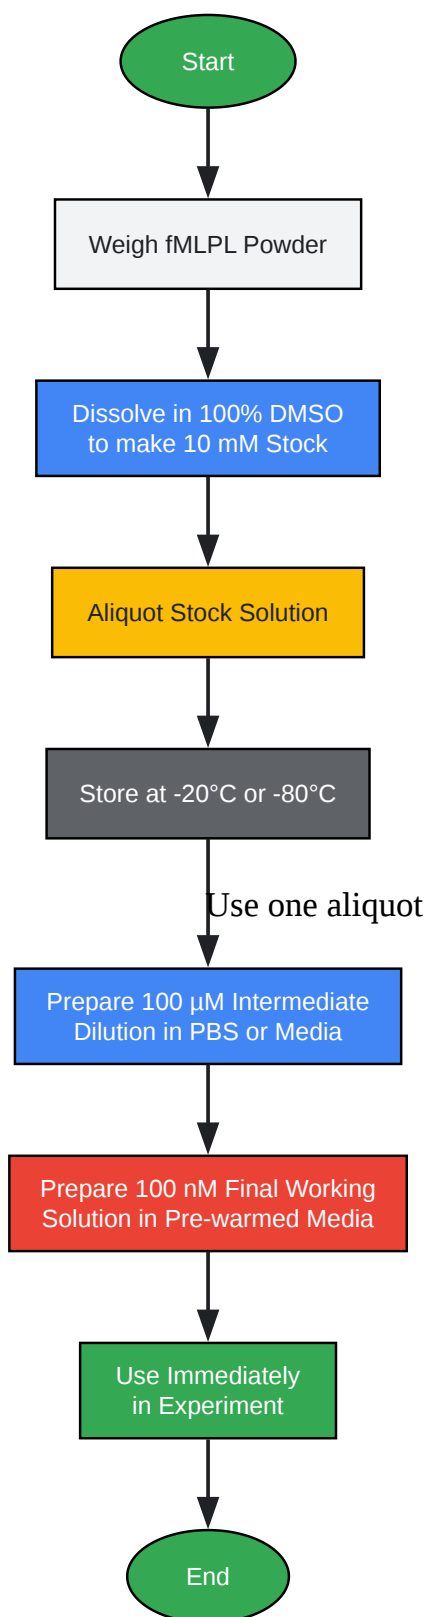 Start
Weigh fMLPL Powder
Dissolve in 100% DMSO
to make 10 mM Stock
Aliquot Stock Solution
Store at -20°C or -80°C
Use one aliquot
Prepare 100 µM Intermediate
Dilution in PBS or Media
Prepare 100 nM Final Working
Solution in Pre-warmed Media
Use Immediately
in Experiment
End